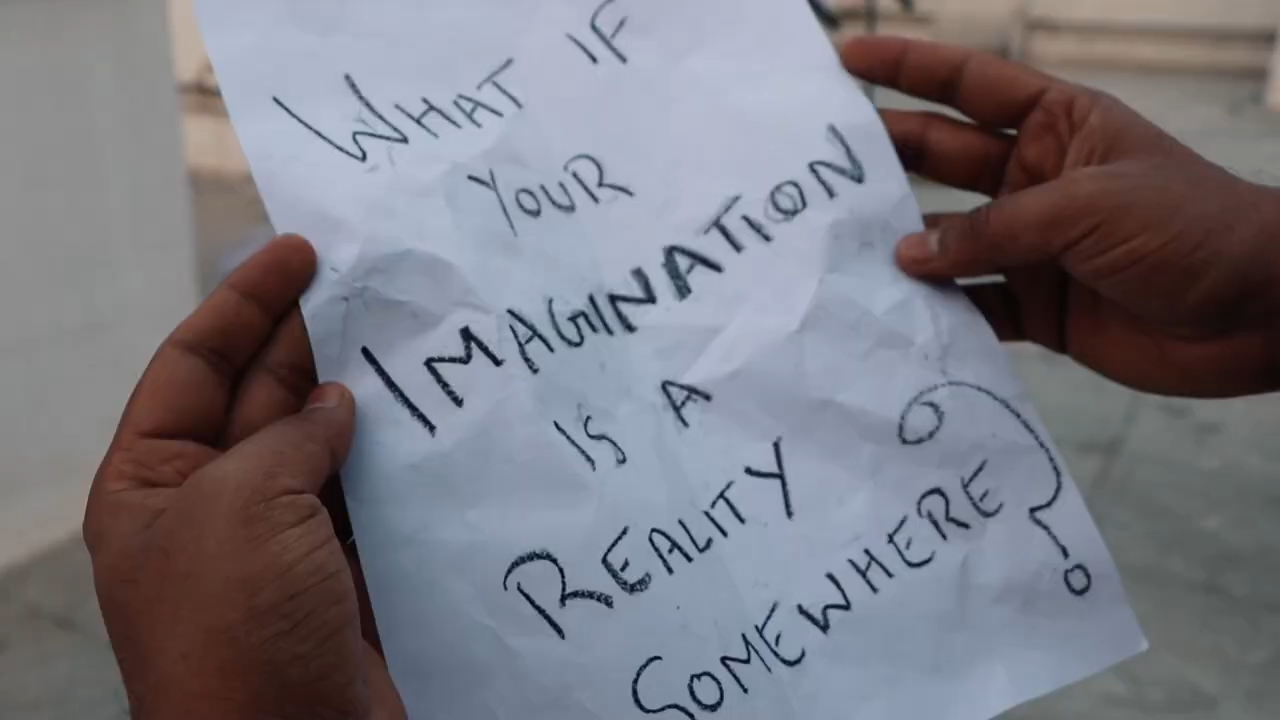 WHAT IF
YOUR
IMAGINATION
IS A
REALITY
SOMEWHERE?